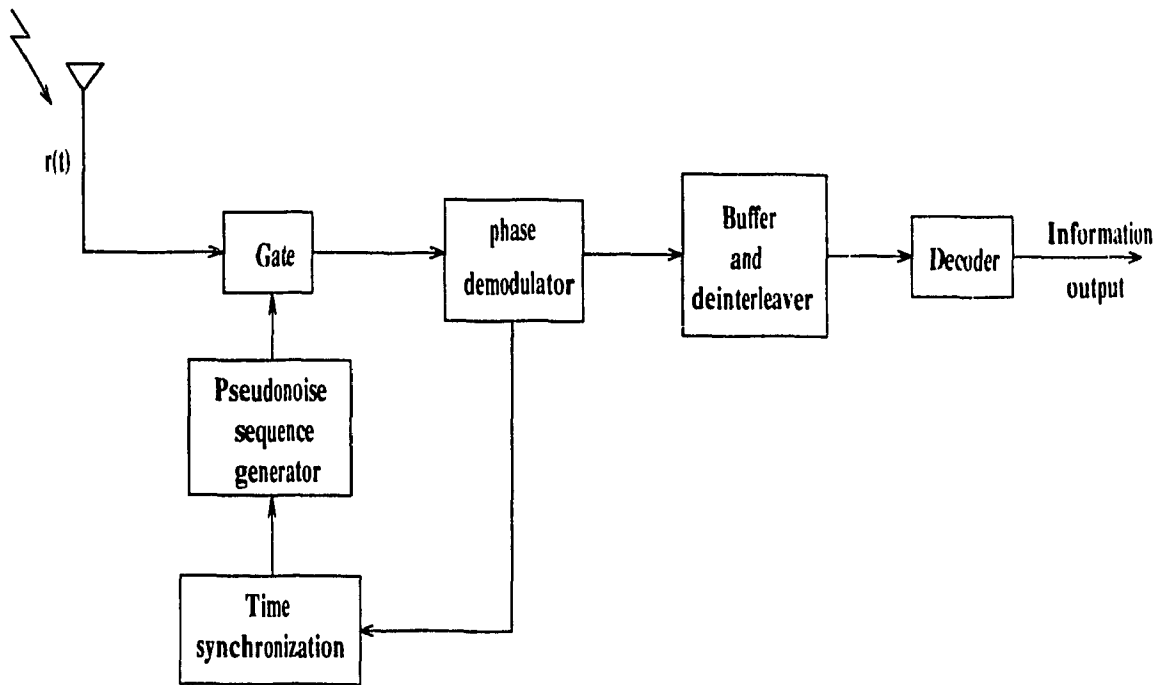 r(t)
Gate
phase
demodulator
Buffer
and
deinterleaver
Decoder
Information
output
Pseudonoise
sequence
generator
Time
synchronization